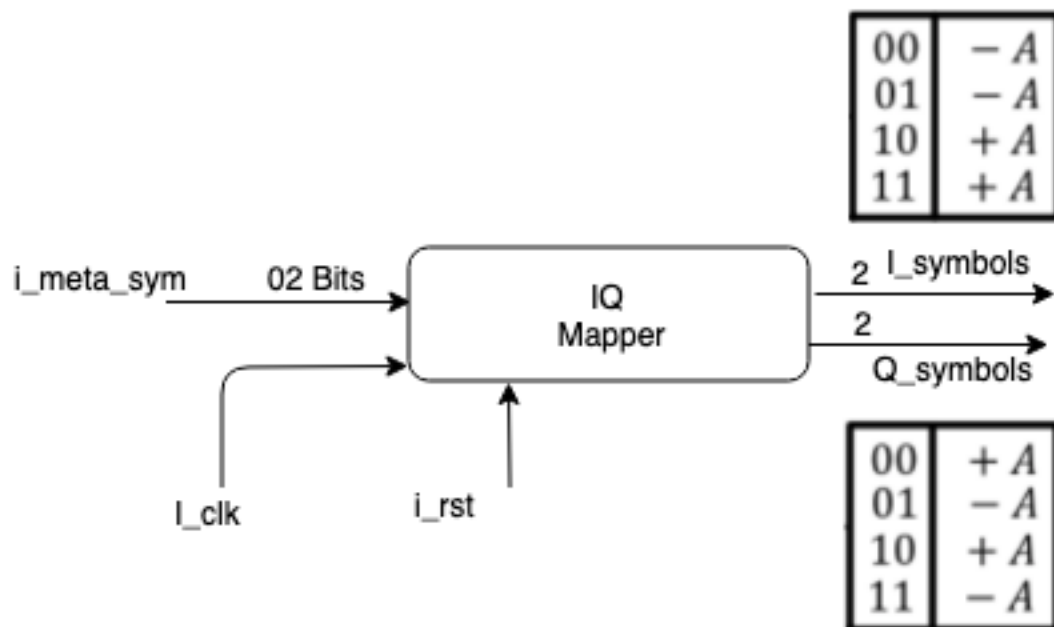 00 − A
01 − A
10 + A
11 + A
i_meta_sym
02 Bits
IQ
Mapper
2
I_symbols
2
Q_symbols
I_clk
i_rst
00 + A
01 − A
10 + A
11 − A